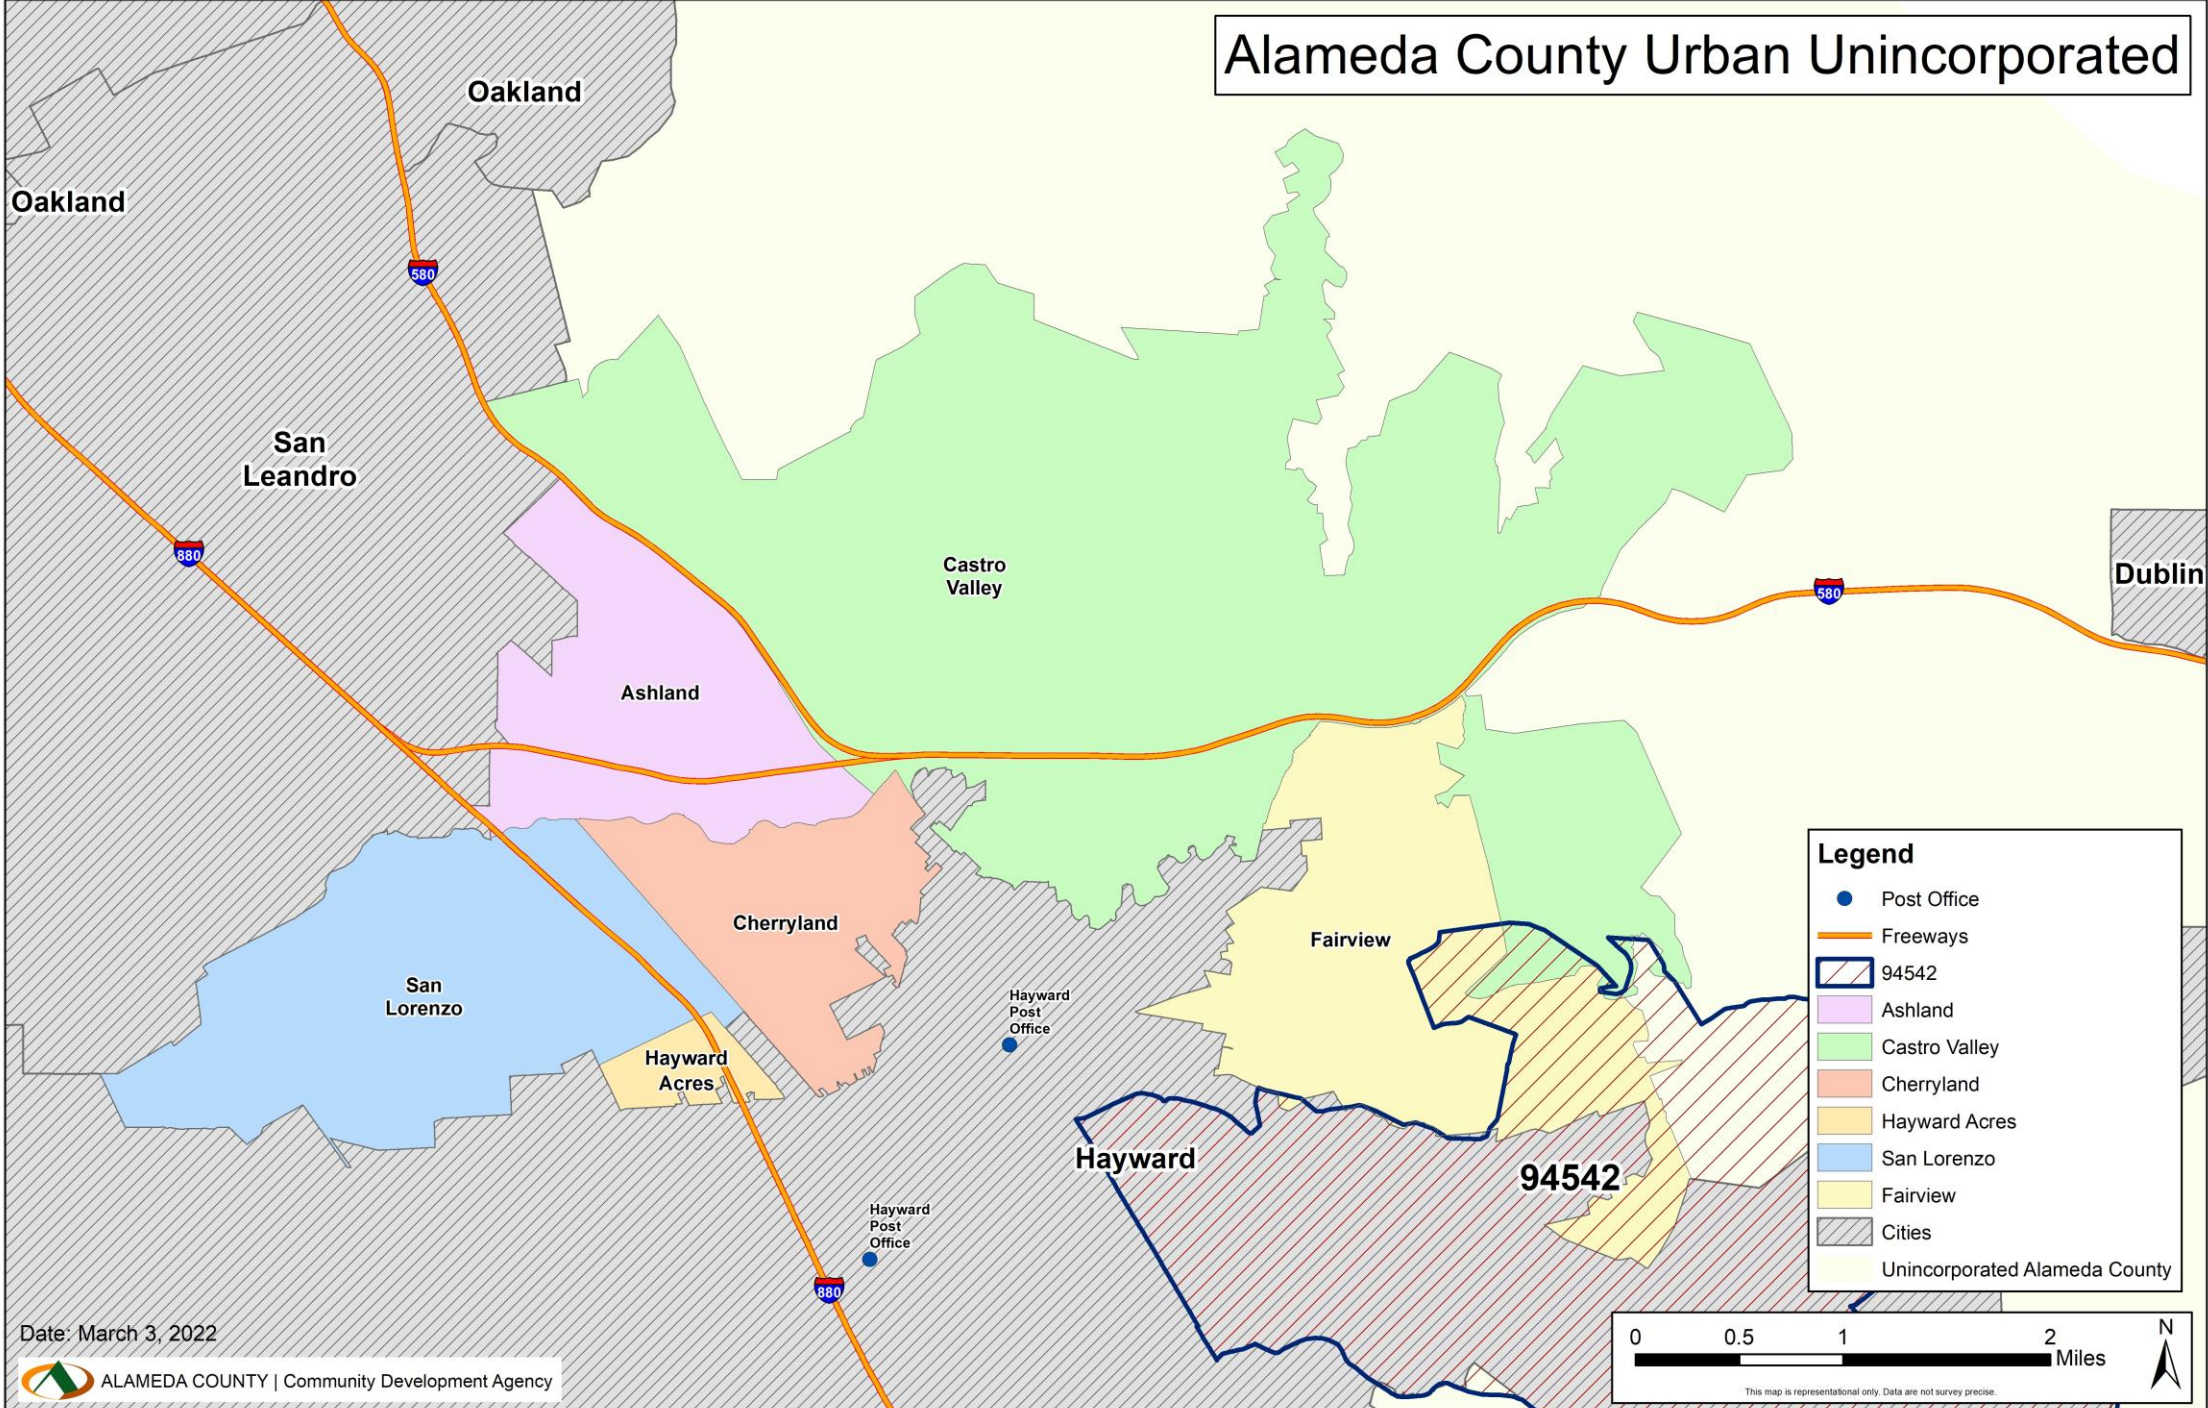 Alameda County Urban Unincorporated
Oakland
Oakland
580
San
Leandro
880
Castro
Valley
580
Dublin
Ashland
Cherryland
Fairview
San
Lorenzo
Hayward
Post
Office
Hayward
Acres
Hayward
94542
Hayward
Post
Office
880
Legend
Post Office
Freeways
94542
Ashland
Castro Valley
Cherryland
Hayward Acres
San Lorenzo
Fairview
Cities
Unincorporated Alameda County
0 0.5 1 2
Miles
N
This map is representational only. Data are not survey precise.
Date: March 3, 2022
ALAMEDA COUNTY | Community Development Agency